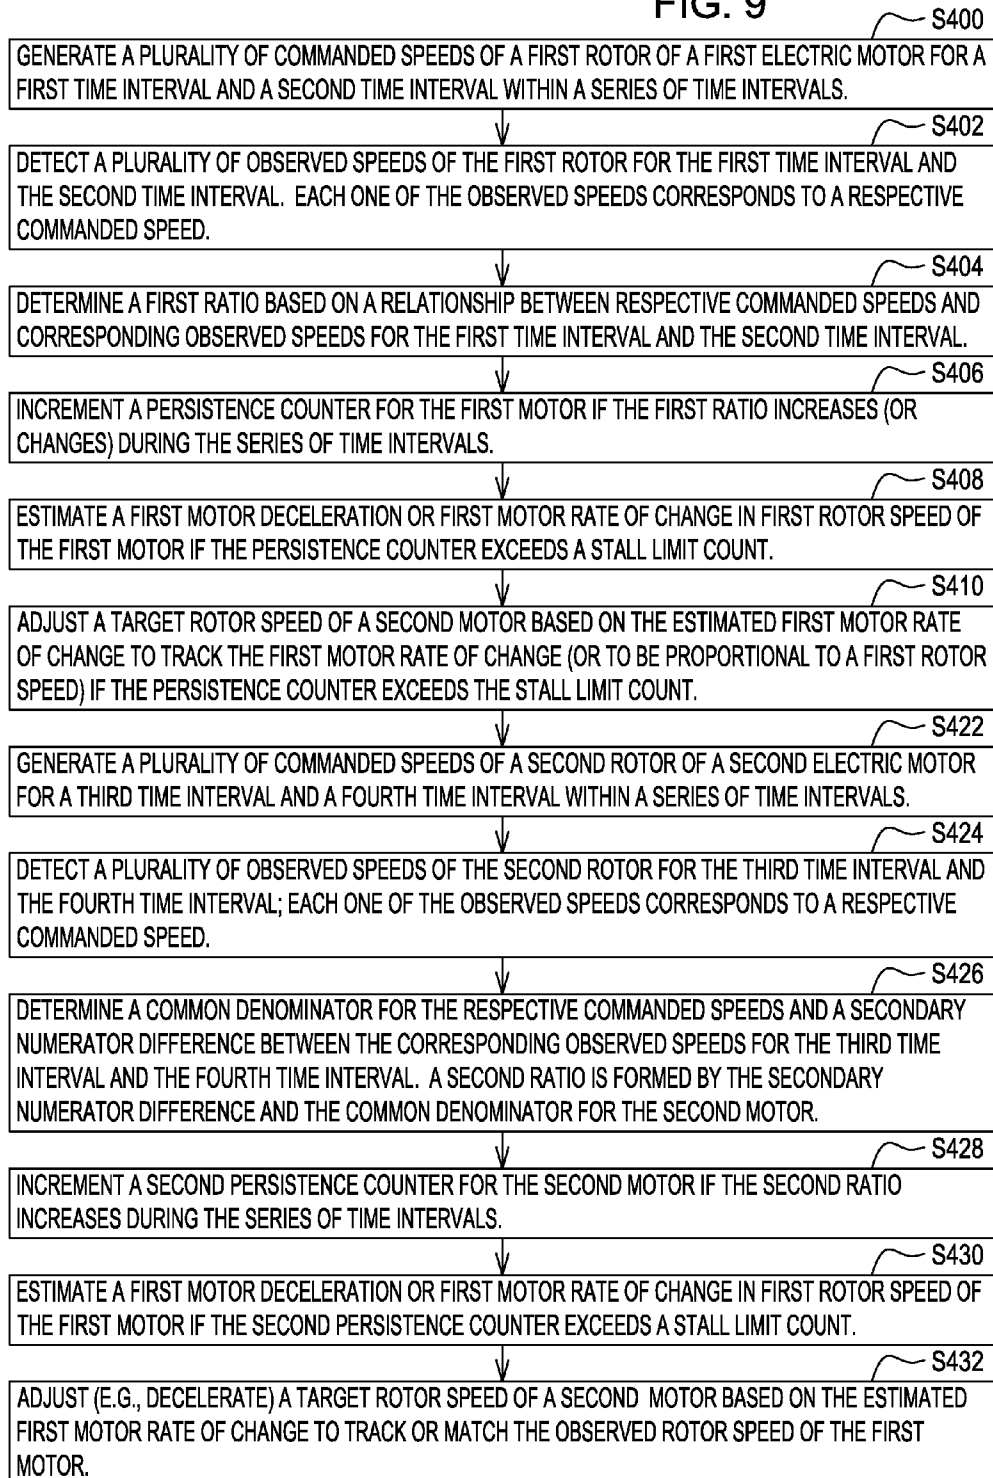 FIG. 9
S400
GENERATE A PLURALITY OF COMMANDED SPEEDS OF A FIRST ROTOR OF A FIRST ELECTRIC MOTOR FOR A
FIRST TIME INTERVAL AND A SECOND TIME INTERVAL WITHIN A SERIES OF TIME INTERVALS.
S402
DETECT A PLURALITY OF OBSERVED SPEEDS OF THE FIRST ROTOR FOR THE FIRST TIME INTERVAL AND
THE SECOND TIME INTERVAL. EACH ONE OF THE OBSERVED SPEEDS CORRESPONDS TO A RESPECTIVE
COMMANDED SPEED.
S404
DETERMINE A FIRST RATIO BASED ON A RELATIONSHIP BETWEEN RESPECTIVE COMMANDED SPEEDS AND
CORRESPONDING OBSERVED SPEEDS FOR THE FIRST TIME INTERVAL AND THE SECOND TIME INTERVAL.
S406
INCREMENT A PERSISTENCE COUNTER FOR THE FIRST MOTOR IF THE FIRST RATIO INCREASES (OR
CHANGES) DURING THE SERIES OF TIME INTERVALS.
S408
ESTIMATE A FIRST MOTOR DECELERATION OR FIRST MOTOR RATE OF CHANGE IN FIRST ROTOR SPEED OF
THE FIRST MOTOR IF THE PERSISTENCE COUNTER EXCEEDS A STALL LIMIT COUNT.
S410
ADJUST A TARGET ROTOR SPEED OF A SECOND MOTOR BASED ON THE ESTIMATED FIRST MOTOR RATE
OF CHANGE TO TRACK THE FIRST MOTOR RATE OF CHANGE (OR TO BE PROPORTIONAL TO A FIRST ROTOR
SPEED) IF THE PERSISTENCE COUNTER EXCEEDS THE STALL LIMIT COUNT.
S422
GENERATE A PLURALITY OF COMMANDED SPEEDS OF A SECOND ROTOR OF A SECOND ELECTRIC MOTOR
FOR A THIRD TIME INTERVAL AND A FOURTH TIME INTERVAL WITHIN A SERIES OF TIME INTERVALS.
S424
DETECT A PLURALITY OF OBSERVED SPEEDS OF THE SECOND ROTOR FOR THE THIRD TIME INTERVAL AND
THE FOURTH TIME INTERVAL; EACH ONE OF THE OBSERVED SPEEDS CORRESPONDS TO A RESPECTIVE
COMMANDED SPEED.
S426
DETERMINE A COMMON DENOMINATOR FOR THE RESPECTIVE COMMANDED SPEEDS AND A SECONDARY
NUMERATOR DIFFERENCE BETWEEN THE CORRESPONDING OBSERVED SPEEDS FOR THE THIRD TIME
INTERVAL AND THE FOURTH TIME INTERVAL. A SECOND RATIO IS FORMED BY THE SECONDARY
NUMERATOR DIFFERENCE AND THE COMMON DENOMINATOR FOR THE SECOND MOTOR.
S428
INCREMENT A SECOND PERSISTENCE COUNTER FOR THE SECOND MOTOR IF THE SECOND RATIO
INCREASES DURING THE SERIES OF TIME INTERVALS.
S430
ESTIMATE A FIRST MOTOR DECELERATION OR FIRST MOTOR RATE OF CHANGE IN FIRST ROTOR SPEED OF
THE FIRST MOTOR IF THE SECOND PERSISTENCE COUNTER EXCEEDS A STALL LIMIT COUNT.
S432
ADJUST (E.G., DECELERATE) A TARGET ROTOR SPEED OF A SECOND MOTOR BASED ON THE ESTIMATED
FIRST MOTOR RATE OF CHANGE TO TRACK OR MATCH THE OBSERVED ROTOR SPEED OF THE FIRST
MOTOR.